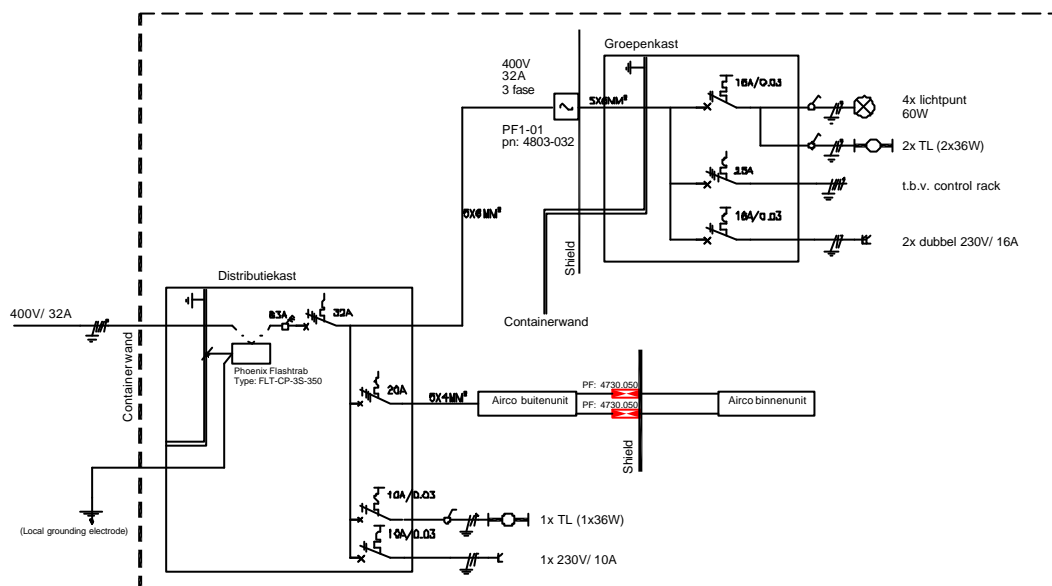 Groepenkast
400V
32A
3 fase
16A/0.03
4x lichtpunt
60W
5X6MM²
PF1-01
pn: 4803-032
2x TL (2x36W)
25A
t.b.v. control rack
5X6MM²
16A/0.03
2x dubbel 230V/ 16A
Shield
Distributiekast
Containerwand
400V/ 32A
63A
32A
Containerwand
Phoenix Flashtrab
Type: FLT-CP-3S-350
20A
5X4MM²
Airco buitenunit
PF: 4730.050
PF: 4730.050
Airco binnenunit
Shield
10A/0.03
1x TL (1x36W)
(Local grounding electrode)
10A/0.03
1x 230V/ 10A